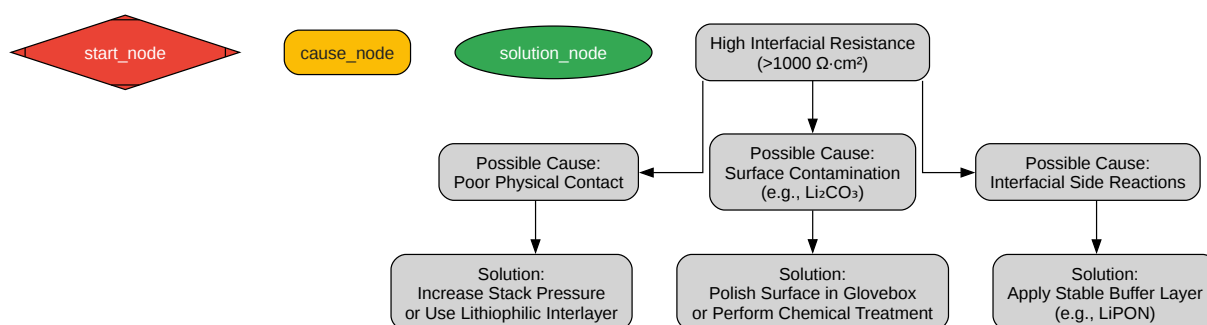 start_node
cause_node
solution_node
High Interfacial Resistance
(>1000 Ω·cm²)
Possible Cause:
Poor Physical Contact
Possible Cause:
Surface Contamination
(e.g., Li₂CO₃)
Possible Cause:
Interfacial Side Reactions
Solution:
Increase Stack Pressure
or Use Lithiophilic Interlayer
Solution:
Polish Surface in Glovebox
or Perform Chemical Treatment
Solution:
Apply Stable Buffer Layer
(e.g., LiPON)